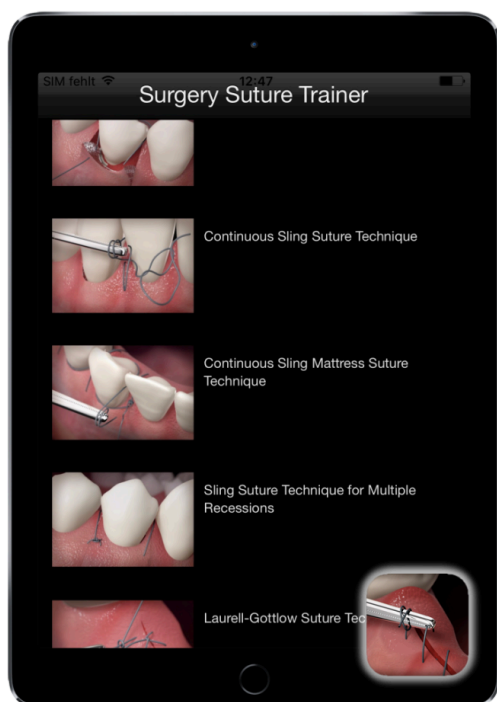 SIM fehlt
12:47
Surgery Suture Trainer
Continuous Sling Suture Technique
Continuous Sling Mattress Suture
Technique
Sling Suture Technique for Multiple
Recessions
Laurell-Gottlow Suture Tec